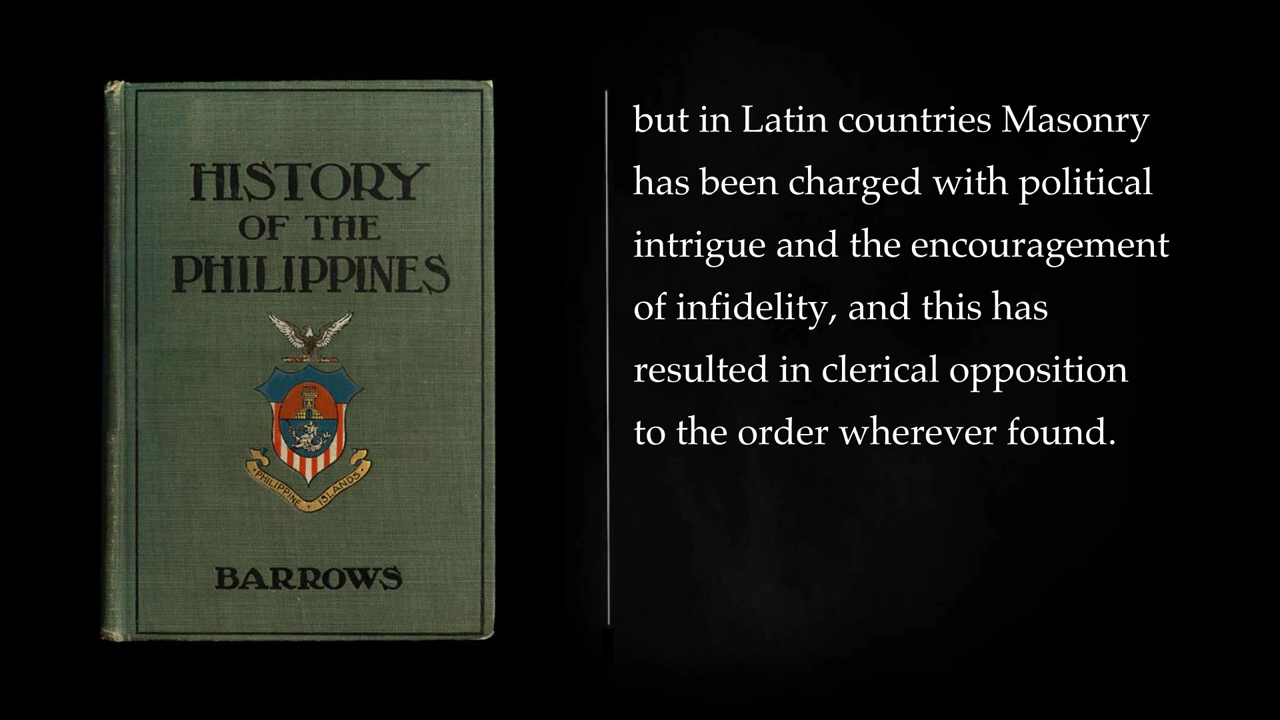 HISTORY
OF THE
PHILIPPINES
PHILIPPINE ISLANDS
BARROWS
but in Latin countries Masonry
has been charged with political
intrigue and the encouragement
of infidelity, and this has
resulted in clerical opposition
to the order wherever found.